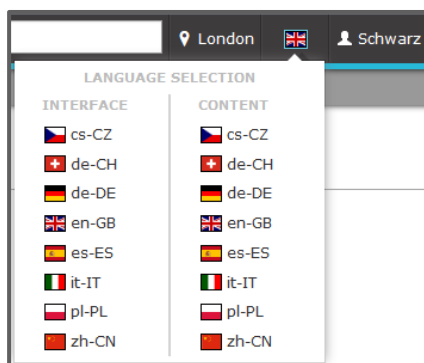 London Schwarz
LANGUAGE SELECTION
INTERFACE CONTENT
cs-CZ cs-CZ
de-CH de-CH
de-DE de-DE
en-GB en-GB
es-ES es-ES
it-IT it-IT
pl-PL pl-PL
zh-CN zh-CN